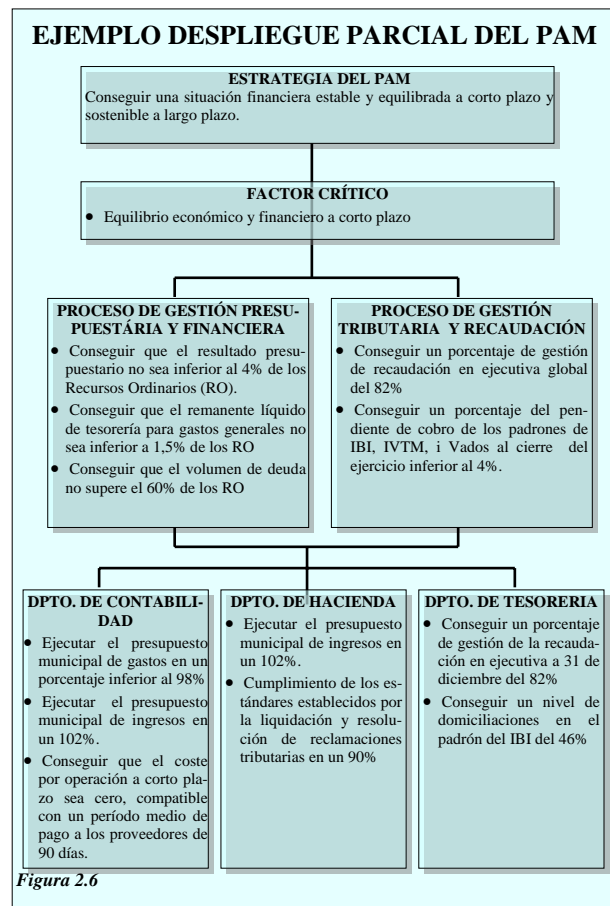 EJEMPLO DESPLIEGUE PARCIAL DEL PAM
ESTRATEGIA DEL PAM
Conseguir una situación financiera estable y equilibrada a corto plazo y
sostenible a largo plazo.
FACTOR CRÍTICO
• Equilibrio económico y financiero a corto plazo
PROCESO DE GESTIÓN PRESU-
PUESTÁRIA Y FINANCIERA
• Conseguir que el resultado presu-
puestario no sea inferior al 4% de los
Recursos Ordinarios (RO).
• Conseguir que el remanente líquido
de tesorería para gastos generales no
sea inferior a 1,5% de los RO
• Conseguir que el volumen de deuda
no supere el 60% de los RO
PROCESO DE GESTIÓN
TRIBUTARIA Y RECAUDACIÓN
• Conseguir un porcentaje de gestión
de recaudación en ejecutiva global
del 82%
• Conseguir un porcentaje del pen-
diente de cobro de los padrones de
IBI, IVTM, i Vados al cierre del
ejercicio inferior al 4%.
DPTO. DE CONTABILI-
DAD
• Ejecutar el presupuesto
municipal de gastos en un
porcentaje inferior al 98%
• Ejecutar el presupuesto
municipal de ingresos en
un 102%.
• Conseguir que el coste
por operación a corto pla-
zo sea cero, compatible
con un período medio de
pago a los proveedores de
90 días.
DPTO. DE HACIENDA
• Ejecutar el presupuesto
municipal de ingresos en
un 102%.
• Cumplimiento de los es-
tándares establecidos por
la liquidación y resolu-
ción de reclamaciones
tributarias en un 90%
DPTO. DE TESORERIA
• Conseguir un porcentaje
de gestión de la recauda-
ción en ejecutiva a 31 de
diciembre del 82%
• Conseguir un nivel de
domiciliaciones en el
padrón del IBI del 46%
Figura 2.6